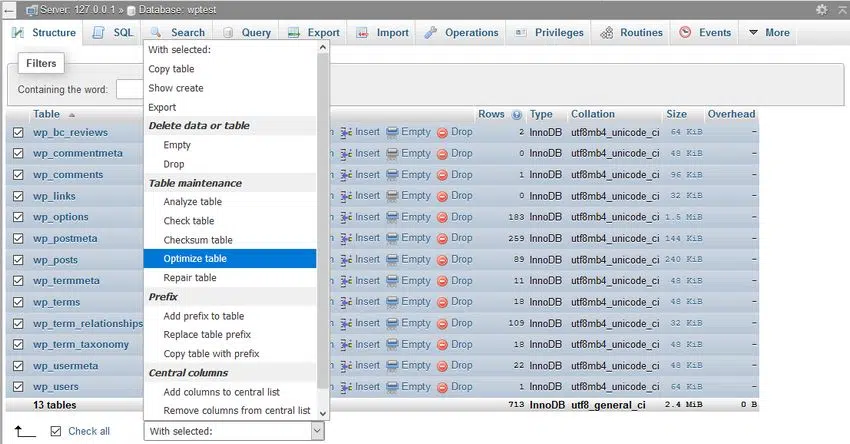 Server: 127.0.0.1 » Database: wptest
Structure SQL Search Query Export Import Operations Privileges Routines Events More
Filters
Containing the word:
With selected:
Copy table
Show create
Export
Delete data or table
Empty
Drop
Table maintenance
Analyze table
Check table
Checksum table
Optimize table
Repair table
Prefix
Add prefix to table
Replace table prefix
Copy table with prefix
Central columns
Add columns to central list
Remove columns from central list
Table Rows Type Collation Size Overhead
wp_bc_reviews Insert Empty Drop 2 InnoDB utf8mb4_unicode_ci 64 KiB -
wp_commentmeta Insert Empty Drop 0 InnoDB utf8mb4_unicode_ci 48 KiB -
wp_comments Insert Empty Drop 1 InnoDB utf8mb4_unicode_ci 96 KiB -
wp_links Insert Empty Drop 0 InnoDB utf8mb4_unicode_ci 32 KiB -
wp_options Insert Empty Drop 183 InnoDB utf8mb4_unicode_ci 1.5 MiB -
wp_postmeta Insert Empty Drop 259 InnoDB utf8mb4_unicode_ci 144 KiB -
wp_posts Insert Empty Drop 89 InnoDB utf8mb4_unicode_ci 240 KiB -
wp_termmeta Insert Empty Drop 11 InnoDB utf8mb4_unicode_ci 48 KiB -
wp_terms Insert Empty Drop 18 InnoDB utf8mb4_unicode_ci 48 KiB -
wp_term_relationships Insert Empty Drop 109 InnoDB utf8mb4_unicode_ci 32 KiB -
wp_term_taxonomy Insert Empty Drop 18 InnoDB utf8mb4_unicode_ci 48 KiB -
wp_usermeta Insert Empty Drop 22 InnoDB utf8mb4_unicode_ci 48 KiB -
wp_users Insert Empty Drop 1 InnoDB utf8mb4_unicode_ci 64 KiB -
13 tables 713 InnoDB utf8_general_ci 2.4 MiB 0 B
Check all With selected: